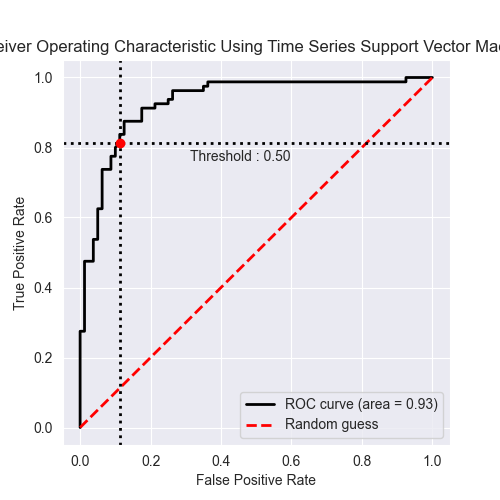 eiver Operating Characteristic Using Time Series Support Vector Mac
1.0
0.8
0.6
0.4
0.2
0.0
True Positive Rate
Threshold : 0.50
ROC curve (area = 0.93)
Random guess
0.0 0.2 0.4 0.6 0.8 1.0
False Positive Rate